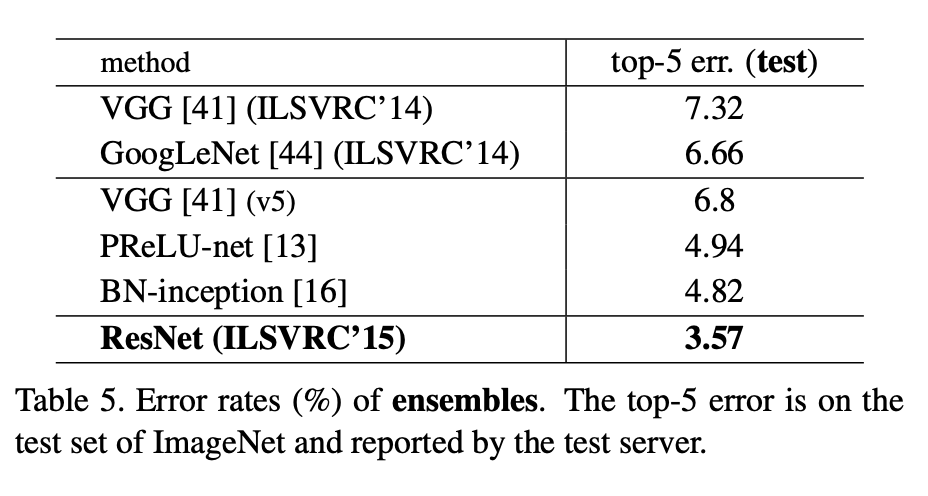 method top-5 err. (test)
VGG [41] (ILSVRC’14) 7.32
GoogLeNet [44] (ILSVRC’14) 6.66
VGG [41] (v5) 6.8
PReLU-net [13] 4.94
BN-inception [16] 4.82
ResNet (ILSVRC’15) 3.57
Table 5. Error rates (%) of ensembles. The top-5 error is on the
test set of ImageNet and reported by the test server.